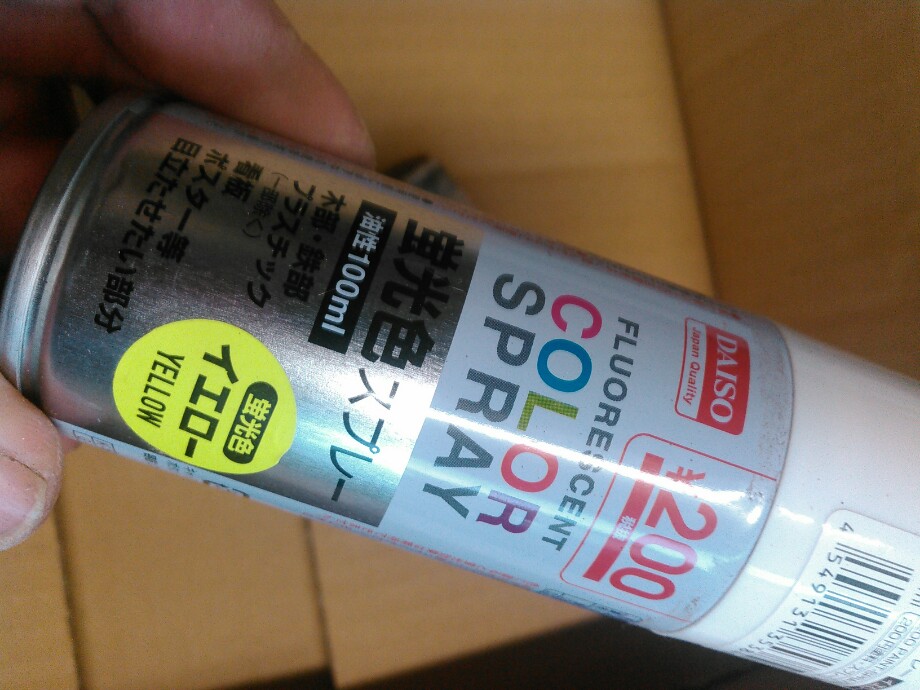 DAISO
Japan Quality
¥200
税抜
FLUORESCENT
COLOR
SPRAY
蛍光色スプレー
油性100ml
木部・鉄部
プラスチック
(一部除く)
看板
ポスター等
目立たせたい部分
蛍光色
イエロー
YELLOW
4